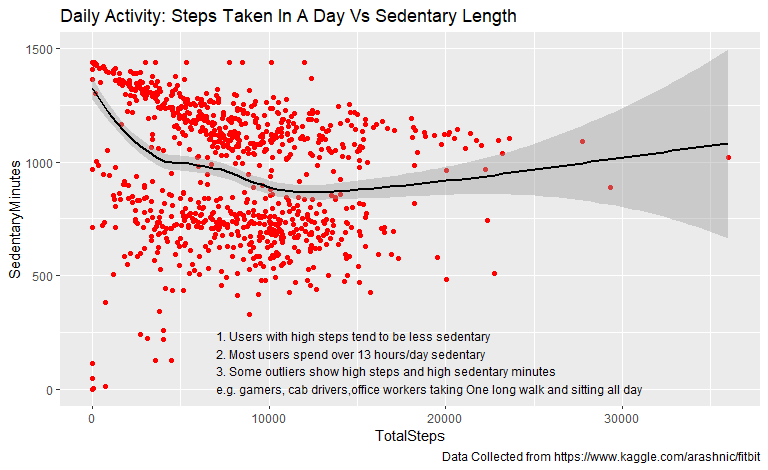 Daily Activity: Steps Taken In A Day Vs Sedentary Length
1500
1000
500
0
SedentaryMinutes
1. Users with high steps tend to be less sedentary
2. Most users spend over 13 hours/day sedentary
3. Some outliers show high steps and high sedentary minutes
e.g. gamers, cab drivers,office workers taking One long walk and sitting all day
0
10000
20000
30000
TotalSteps
Data Collected from https://www.kaggle.com/arashnic/fitbit